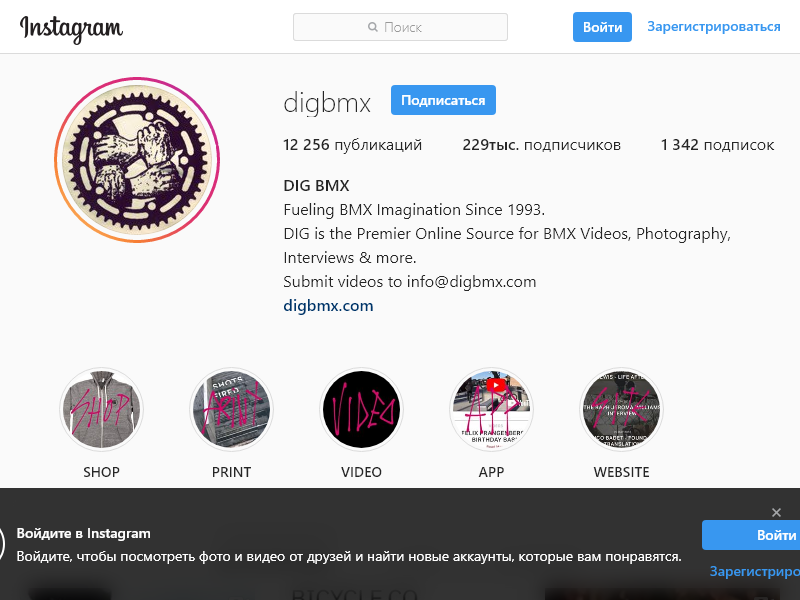 Instagram
Поиск
Войти
Зарегистрироваться
digbmx
Подписаться
12 256 публикаций
229тыс. подписчиков
1 342 подписок
DIG BMX
Fueling BMX Imagination Since 1993.
DIG is the Premier Online Source for BMX Videos, Photography,
Interviews & more.
Submit videos to info@digbmx.com
digbmx.com
SHOP
PRINT
VIDEO
APP
SHOP
PRINT
VIDEO
APP
WEBSITE
×
Войдите в Instagram
Войдите, чтобы посмотреть фото и видео от друзей и найти новые аккаунты, которые вам понравятся.
Войти
Зарегистриро
BICYCLE CO